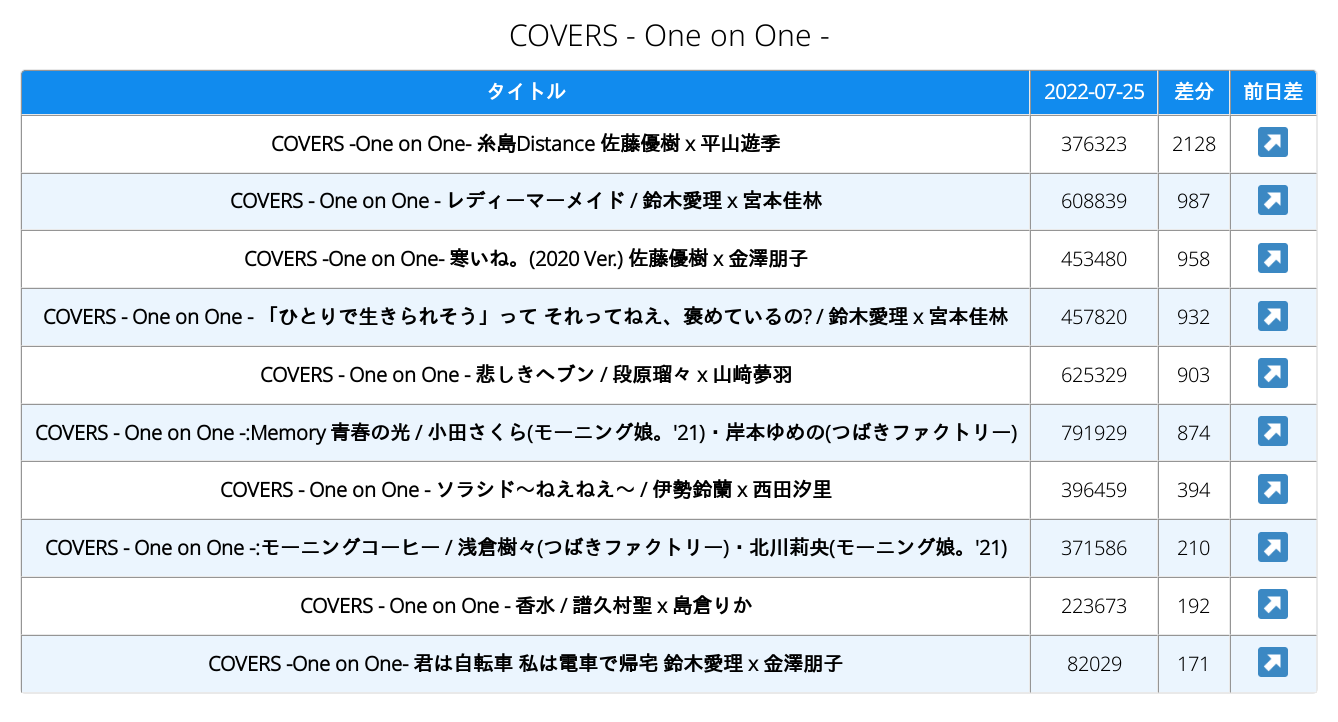 COVERS - One on One -
タイトル 2022-07-25 差分 前日差
COVERS -One on One- 糸島Distance 佐藤優樹 x 平山遊季 376323 2128
COVERS - One on One - レディーマーメイド / 鈴木愛理 x 宮本佳林 608839 987
COVERS -One on One- 寒いね。(2020 Ver.) 佐藤優樹 x 金澤朋子 453480 958
COVERS - One on One - 「ひとりで生きられそう」って それってねえ、褒めているの? / 鈴木愛理 x 宮本佳林 457820 932
COVERS - One on One - 悲しきヘブン / 段原瑠々 x 山﨑夢羽 625329 903
COVERS - One on One -:Memory 青春の光 / 小田さくら(モーニング娘。'21)・岸本ゆめの(つばきファクトリー) 791929 874
COVERS - One on One - ソラシド〜ねえねえ〜 / 伊勢鈴蘭 x 西田汐里 396459 394
COVERS - One on One -:モーニングコーヒー / 浅倉樹々(つばきファクトリー)・北川莉央(モーニング娘。'21) 371586 210
COVERS - One on One - 香水 / 譜久村聖 x 島倉りか 223673 192
COVERS -One on One- 君は自転車 私は電車で帰宅 鈴木愛理 x 金澤朋子 82029 171